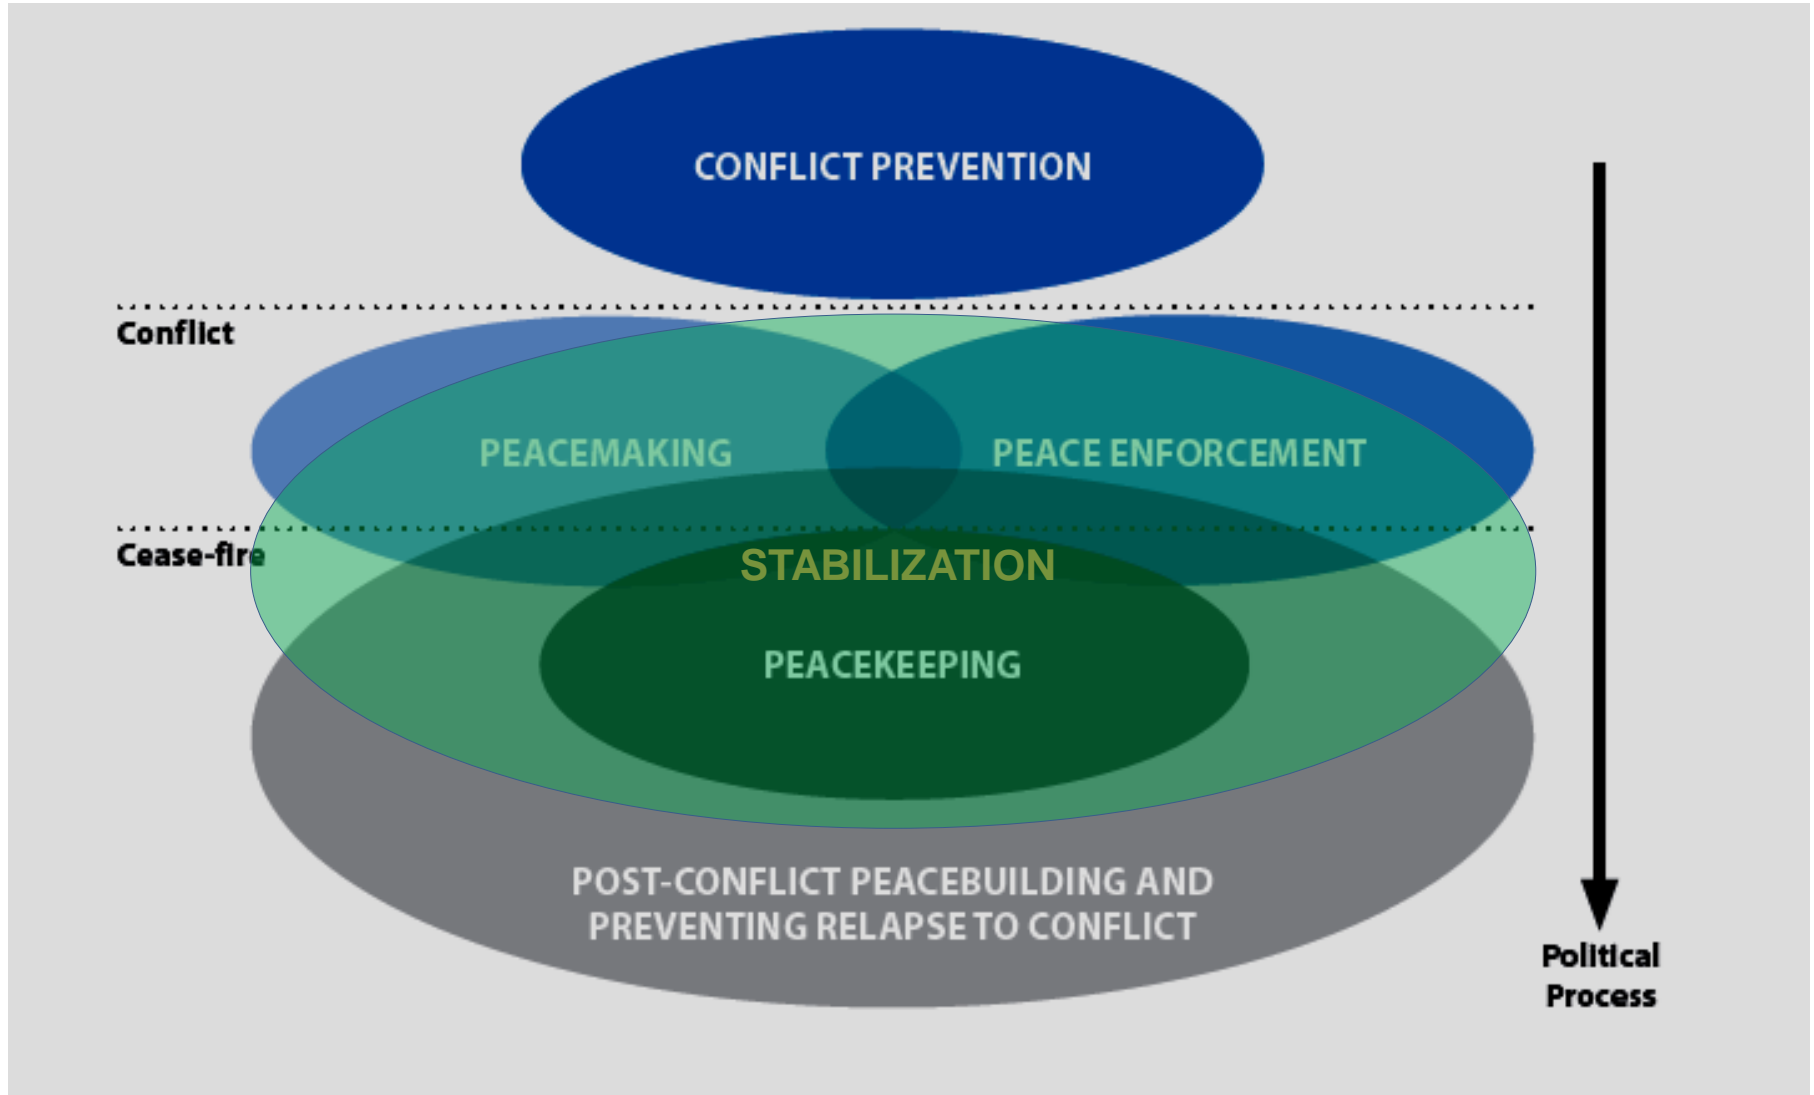 CONFLICT PREVENTION
Conflict
PEACEMAKING
PEACE ENFORCEMENT
Cease-fire
STABILIZATION
PEACEKEEPING
POST-CONFLICT PEACEBUILDING AND
PREVENTING RELAPSE TO CONFLICT
Political
Process